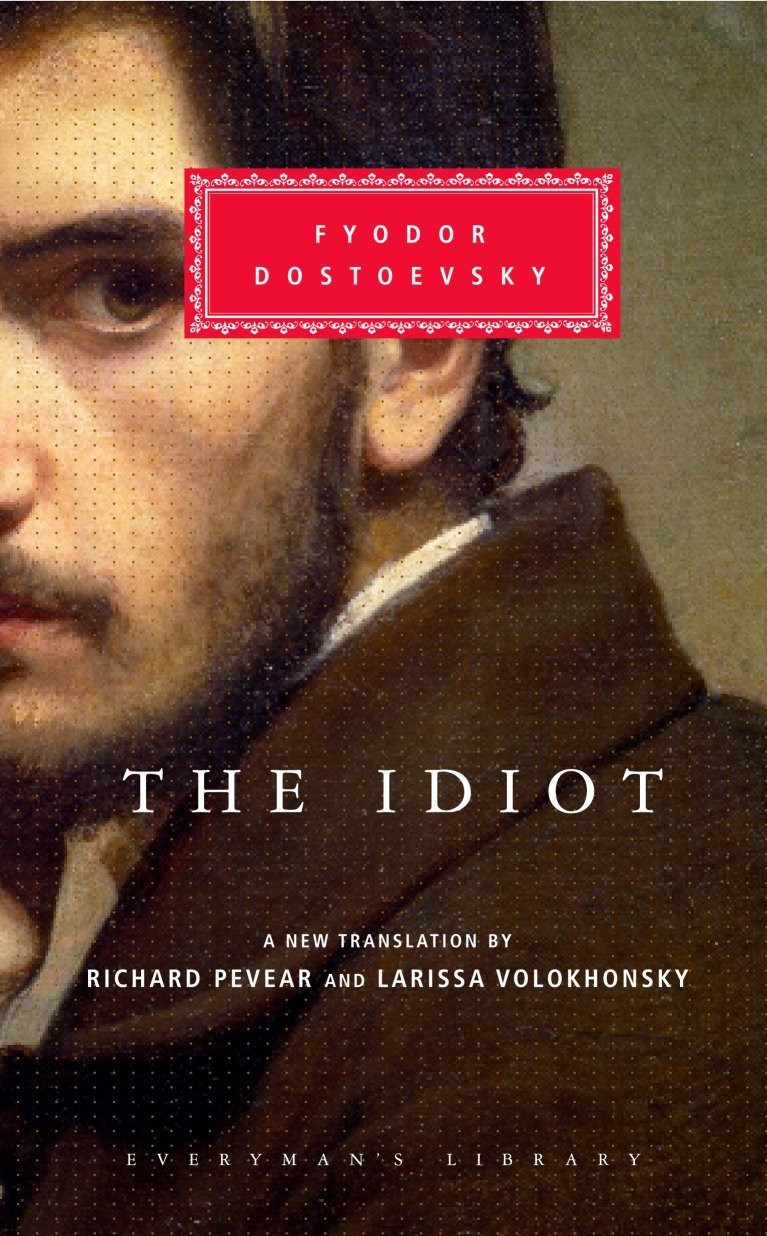 FYODOR
DOSTOEVSKY
THE IDIOT
A NEW TRANSLATION BY
RICHARD PEVEAR AND LARISSA VOLOKHONSKY
EVERYMAN'S LIBRARY